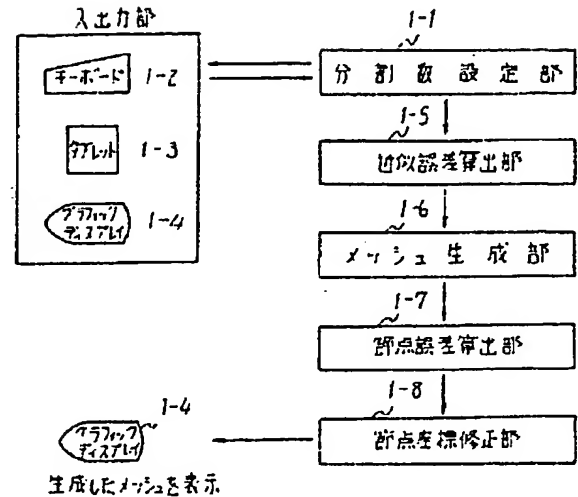 入出力部
キーボード 1-2
タブレット 1-3
グラフィック
ディスプレイ 1-4
1-1
分割数設定部
1-5
近似誤差算出部
1-6
メッシュ生成部
1-7
節点誤差算出部
1-8
節点座標修正部
1-4
グラフィック
ディスプレイ
生成したメッシュを表示